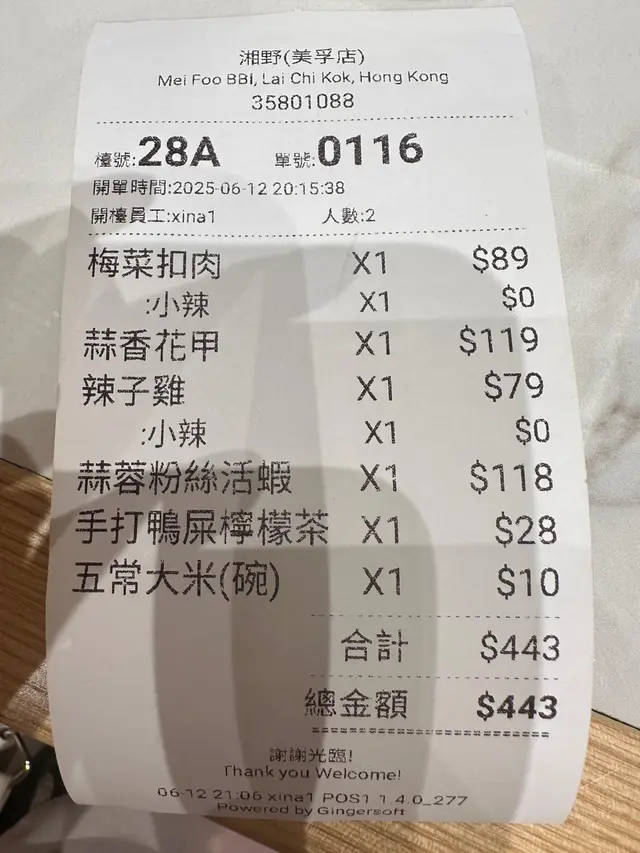 湘野(美孚店)
Mei Foo BBI, Lai Chi Kok, Hong Kong
35801088
檯號:28A 單號:0116
開單時間:2025-06-12 20:15:38
開檯員工:xina1 人數:2
梅菜扣肉 X1 $89
:小辣 X1 $0
蒜香花甲 X1 $119
辣子雞 X1 $79
:小辣 X1 $0
蒜蓉粉絲活蝦 X1 $118
手打鴨屎檸檬茶 X1 $28
五常大米(碗) X1 $10
合計 $443
總金額 $443
謝謝光臨!
Thank you Welcome!
06-12 21:06 xina1 POS1 1.4.0_277
Powered by Gingersoft